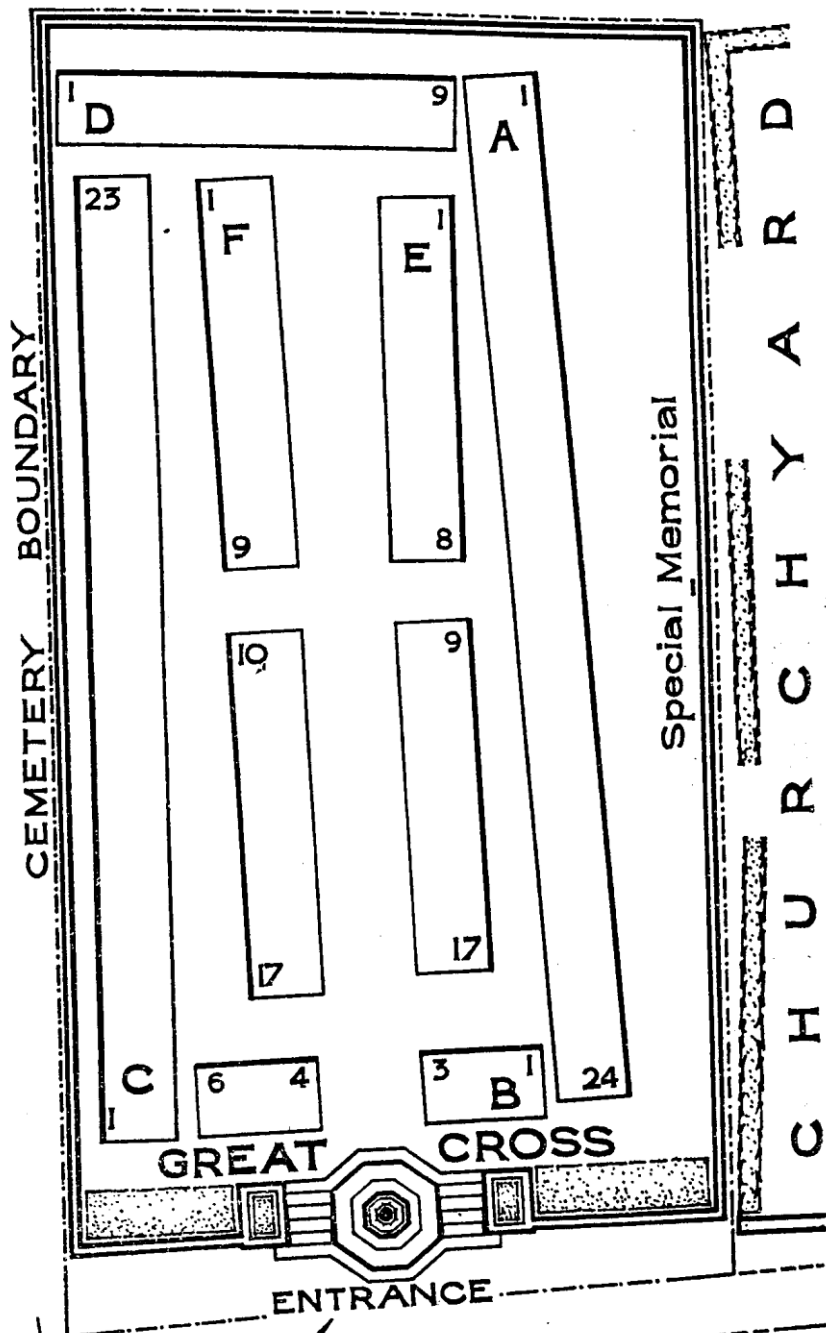 1 D 9
1 A
23
1 F
1 E
9
8
10
9
17
17
C 1
6 4
3 1 B
24
CEMETERY BOUNDARY
Special Memorial
CHURCHYARD
GREAT CROSS
ENTRANCE